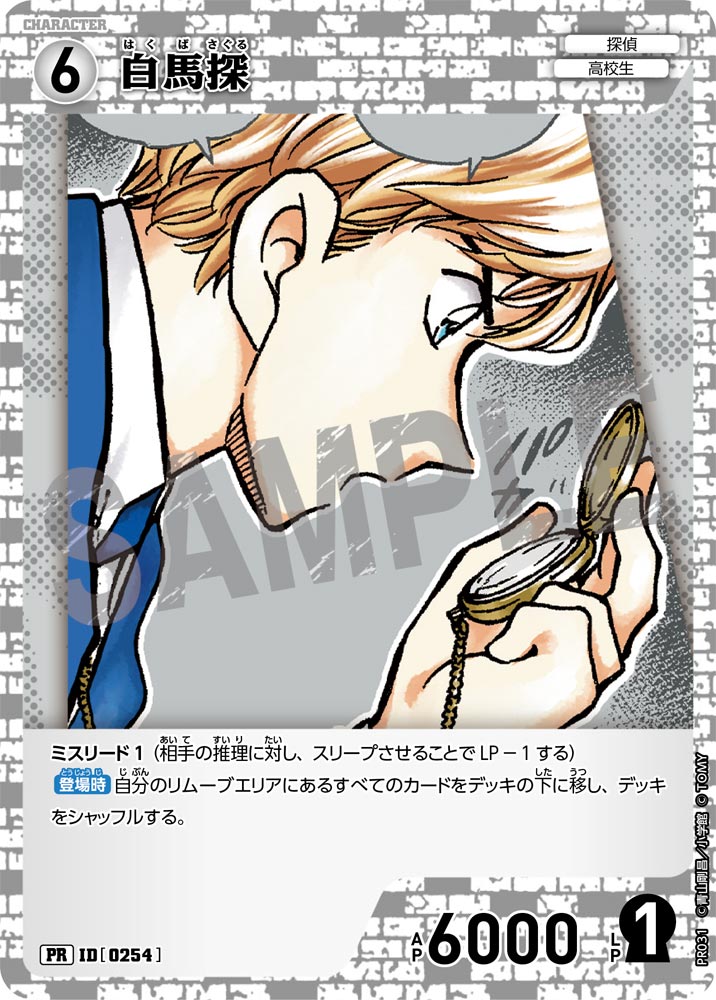 CHARACTER
6
はくばさぐる
白馬探
探偵
高校生
SAMPLE
パカッ
ミスリード1（相手の推理に対し、スリープさせることでLP－1する）
登場時 自分のリムーブエリアにあるすべてのカードをデッキの下に移し、デッキ
をシャッフルする。
PR ID[0254]
AP 6000 LP 1
PR031 ©青山剛昌／小学館 © TOMY